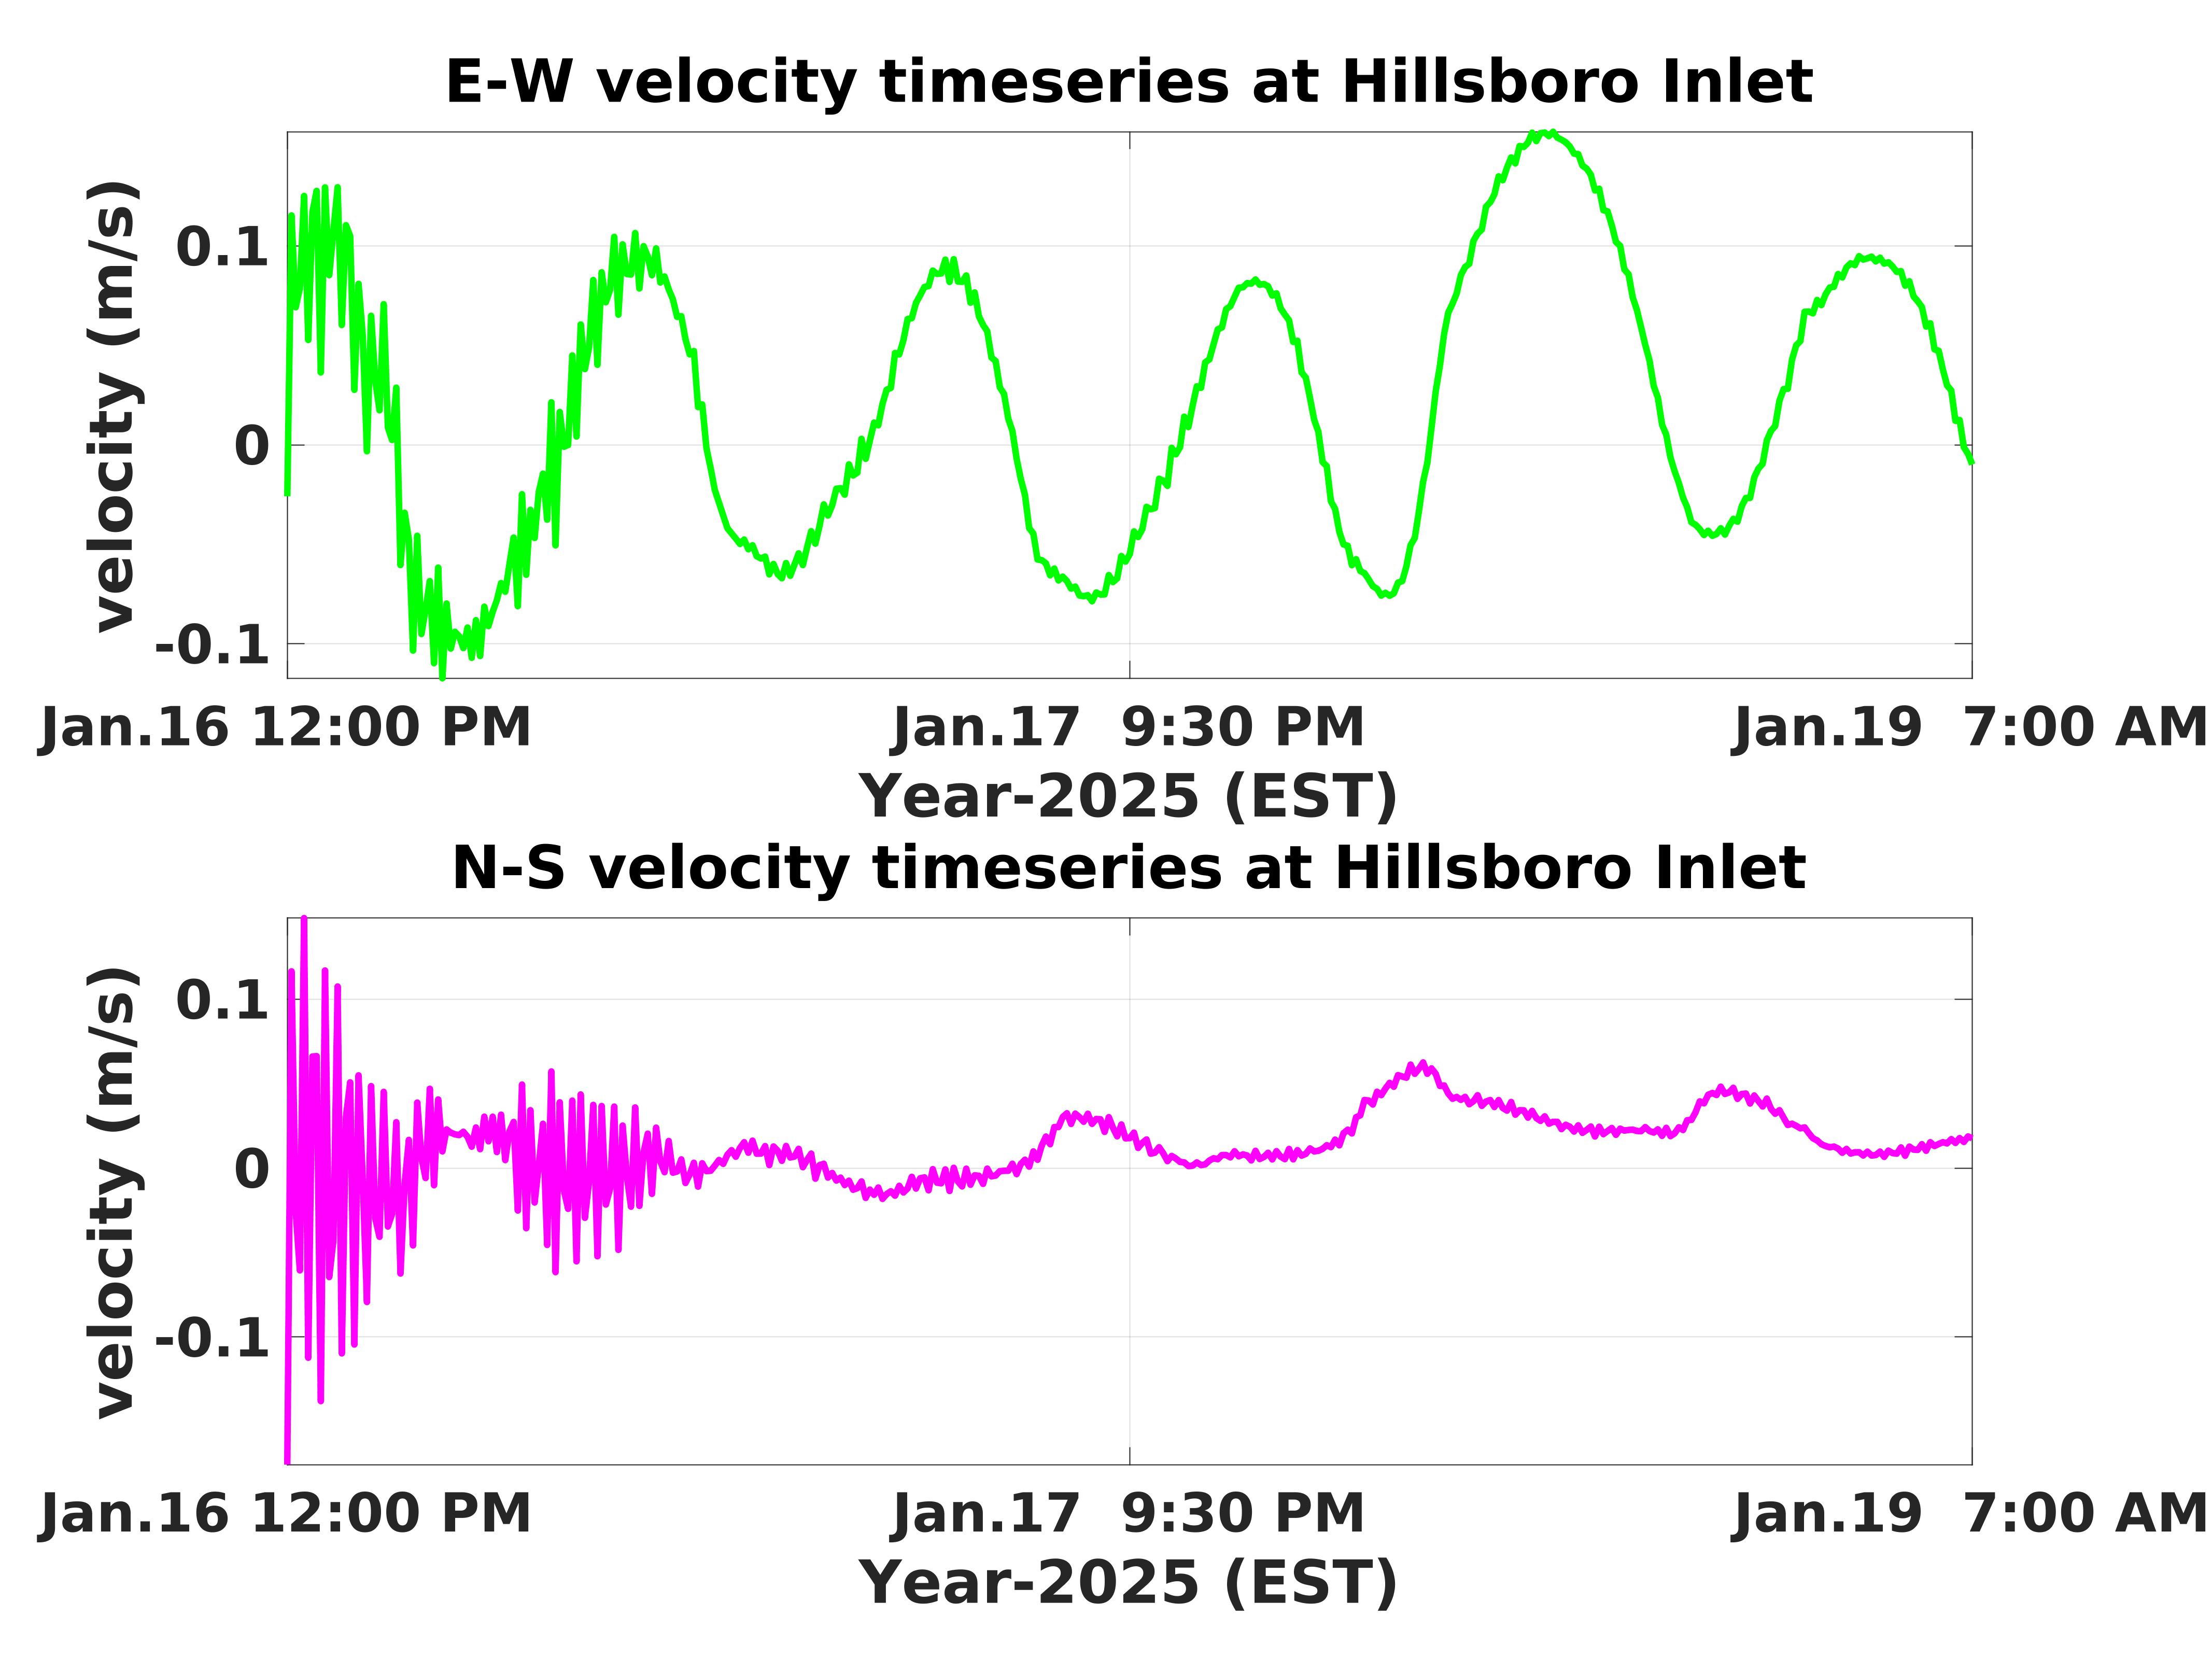 E-W velocity timeseries at Hillsboro Inlet
velocity (m/s)
0.1
0
-0.1
Jan.16 12:00 PM
Jan.17  9:30 PM
Jan.19  7:00 AM
Year-2025 (EST)
N-S velocity timeseries at Hillsboro Inlet
velocity (m/s)
0.1
0
-0.1
Jan.16 12:00 PM
Jan.17  9:30 PM
Jan.19  7:00 AM
Year-2025 (EST)